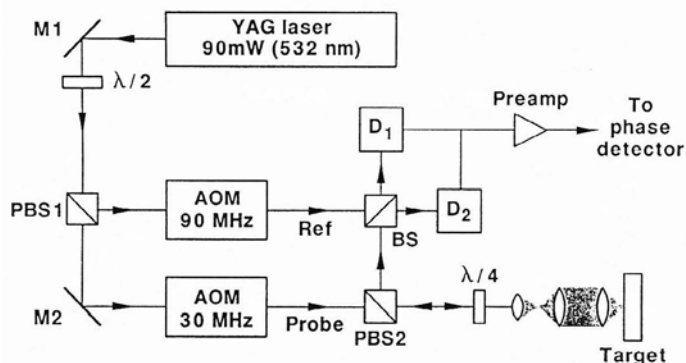 M1
YAG laser
90mW (532 nm)
λ/2
Preamp
To
phase
detector
D1
PBS1
AOM
90 MHz
Ref
BS
D2
M2
AOM
30 MHz
Probe
PBS2
λ/4
Target